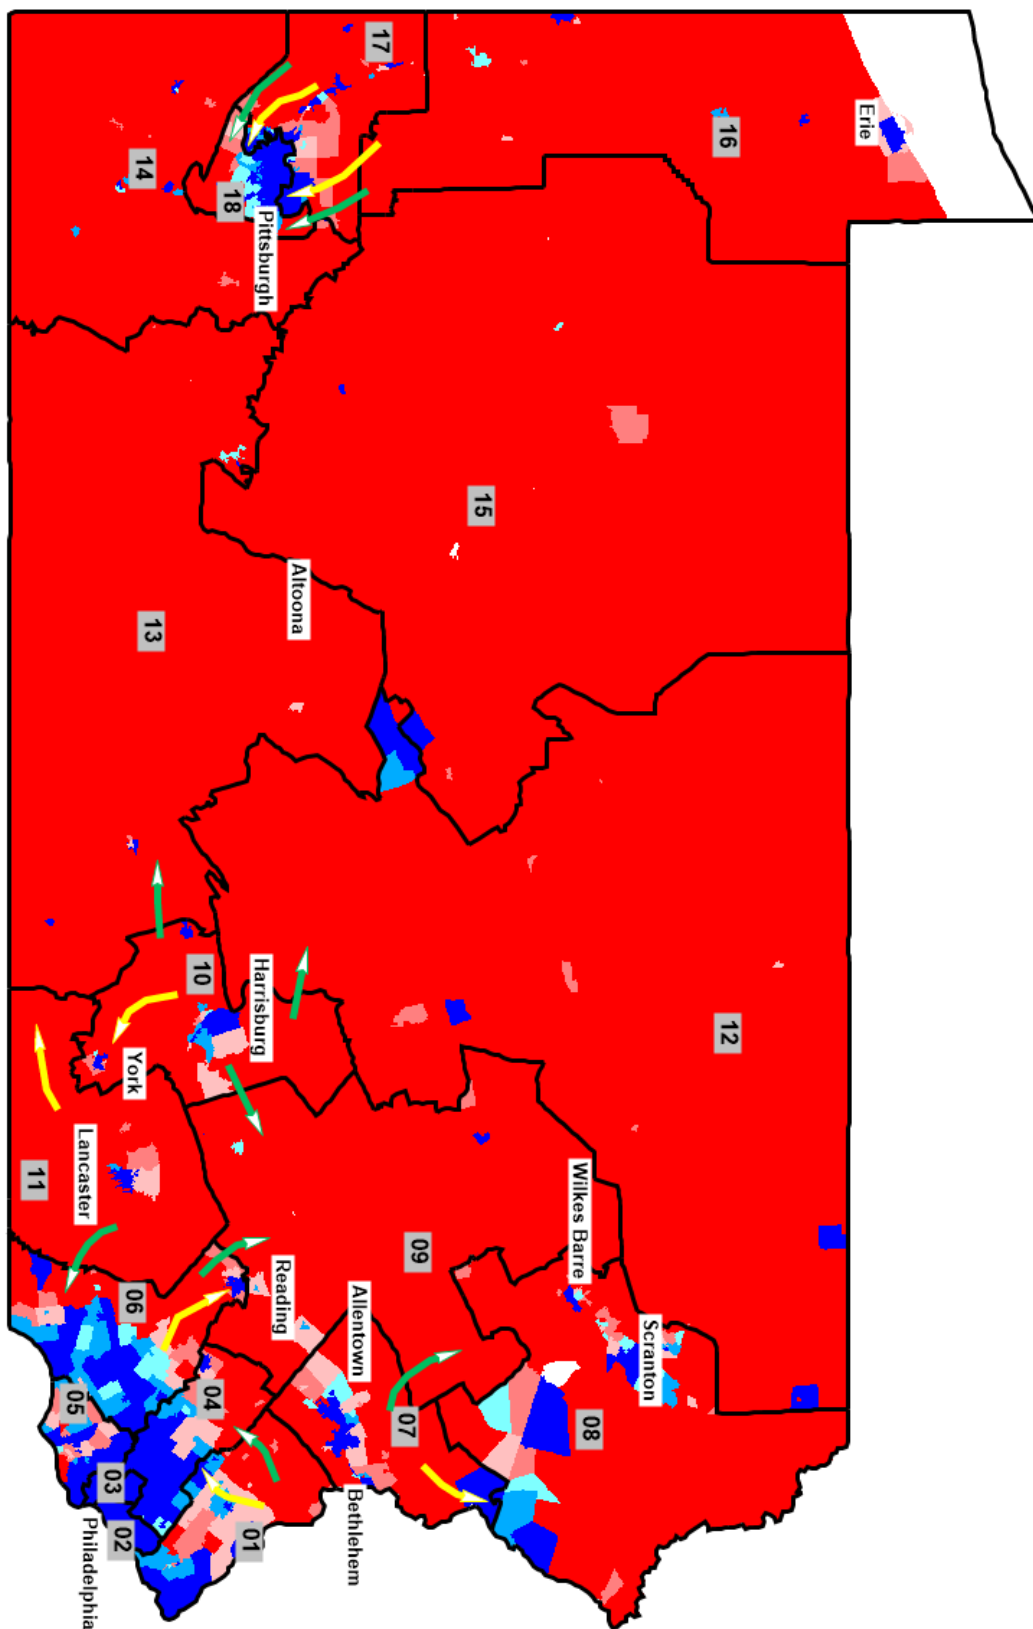 Erie
16
17
12
15
08
Scranton
Wilkes Barre
09
07
Allentown
Bethlehem
Altoona
Harrisburg
Reading
Pittsburgh
18
14
13
10
04
01
06
York
02
03
Lancaster
05
11
Philadelphia